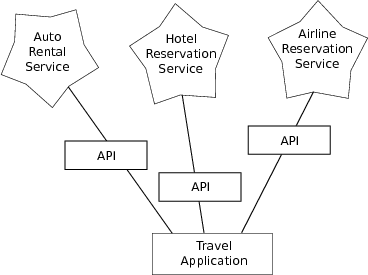 Auto
Rental
Service
Hotel
Reservation
Service
Airline
Reservation
Service
API
API
API
Travel
Application